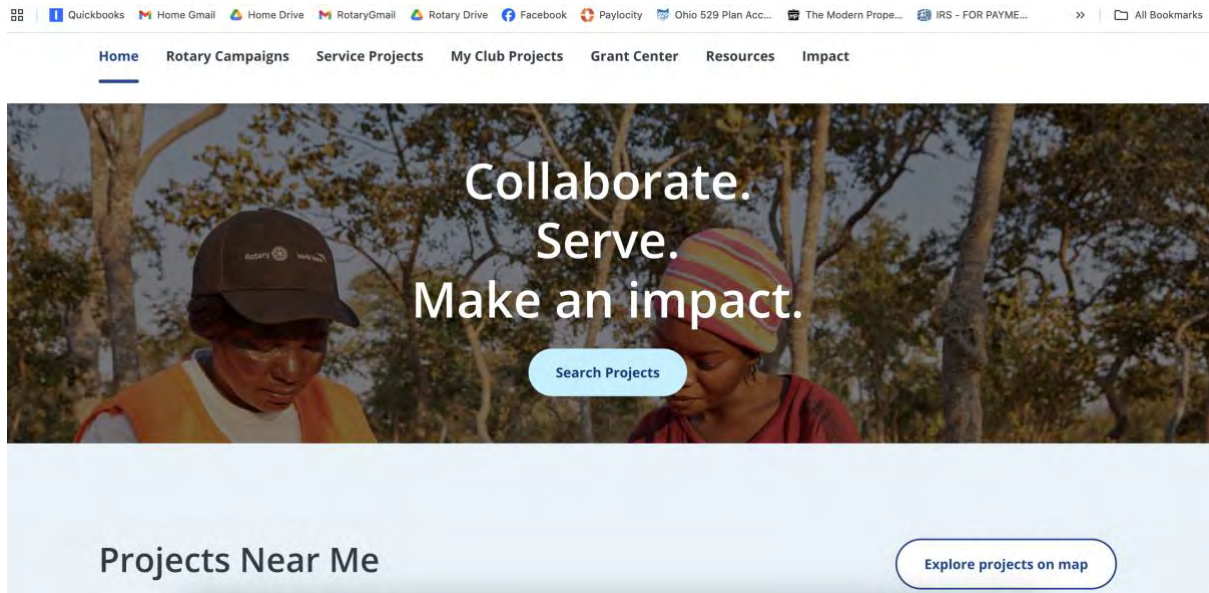 Quickbooks Home Gmail Home Drive RotaryGmail Rotary Drive Facebook Paylocity Ohio 529 Plan Acc... The Modern Prope... IRS - FOR PAYME... » All Bookmarks
Home Rotary Campaigns Service Projects My Club Projects Grant Center Resources Impact
Collaborate.
Serve.
Make an impact.
Rotary
Search Projects
Projects Near Me
Explore projects on map